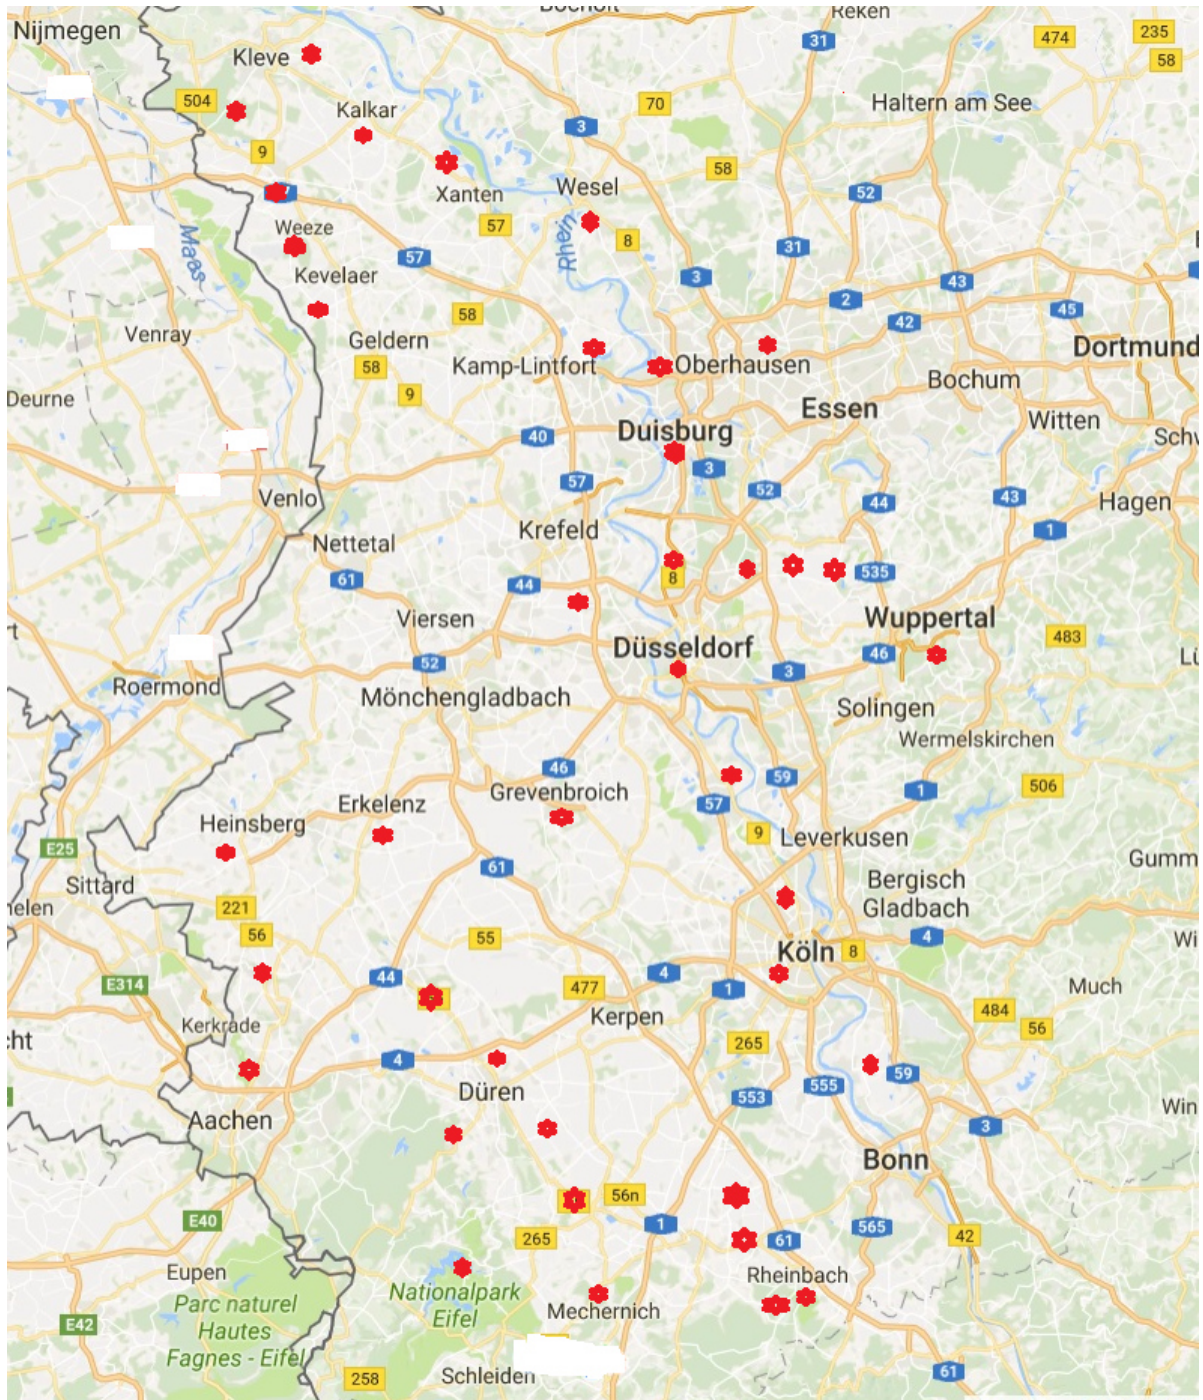 Bocholt
Reken
Nijmegen
31
474
235
Kleve
58
504
70
Haltern am See
Kalkar
3
9
58
Wesel
52
Xanten
57
Weeze
8
31
Maas
Rhein
57
Kevelaer
3
43
2
45
58
42
Venray
Geldern
Dortmund
58
Kamp-Lintfort
Oberhausen
Bochum
9
Deurne
Essen
Witten
40
Duisburg
Schw
3
57
52
Venlo
44
43
Hagen
Krefeld
1
Nettetal
61
44
8
535
Viersen
Wuppertal
483
Düsseldorf
46
52
3
Roermond
Mönchengladbach
Solingen
Wermelskirchen
46
59
506
Grevenbroich
1
Erkelenz
57
Heinsberg
9
Leverkusen
E25
Gumm
61
Sittard
Bergisch
Gladbach
helen
221
56
55
4
Köln
8
Wi
44
4
E314
477
1
Much
484
Kerkrade
Kerpen
56
cht
265
4
59
Düren
555
553
Aachen
Win
3
Bonn
56n
E40
1
565
265
61
42
Eupen
Rheinbach
Nationalpark
Eifel
Parc naturel
Hautes
Fagnes - Eifel
Mechernich
E42
Schleiden
258
61